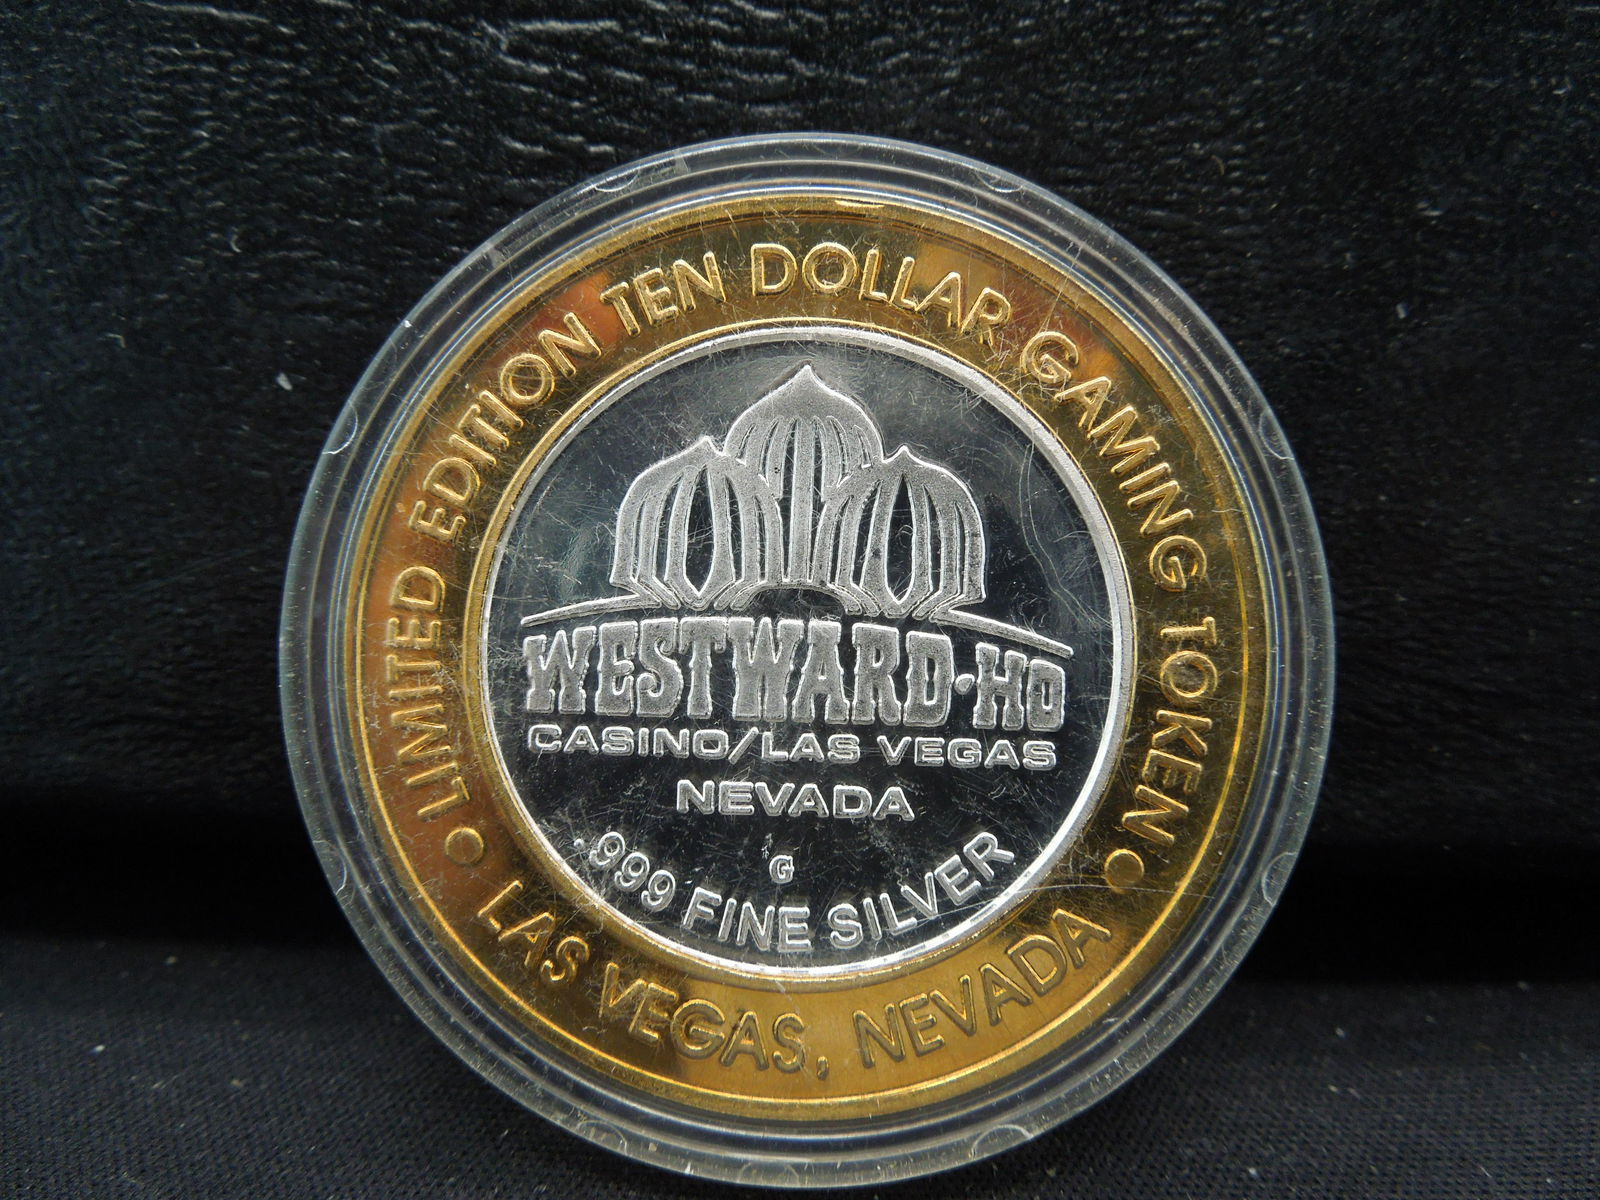 LIMITED EDITION TEN DOLLAR GAMING TOKEN
WESTWARD·HO
CASINO/LAS VEGAS
NEVADA
G
.999 FINE SILVER
• LAS VEGAS, NEVADA •